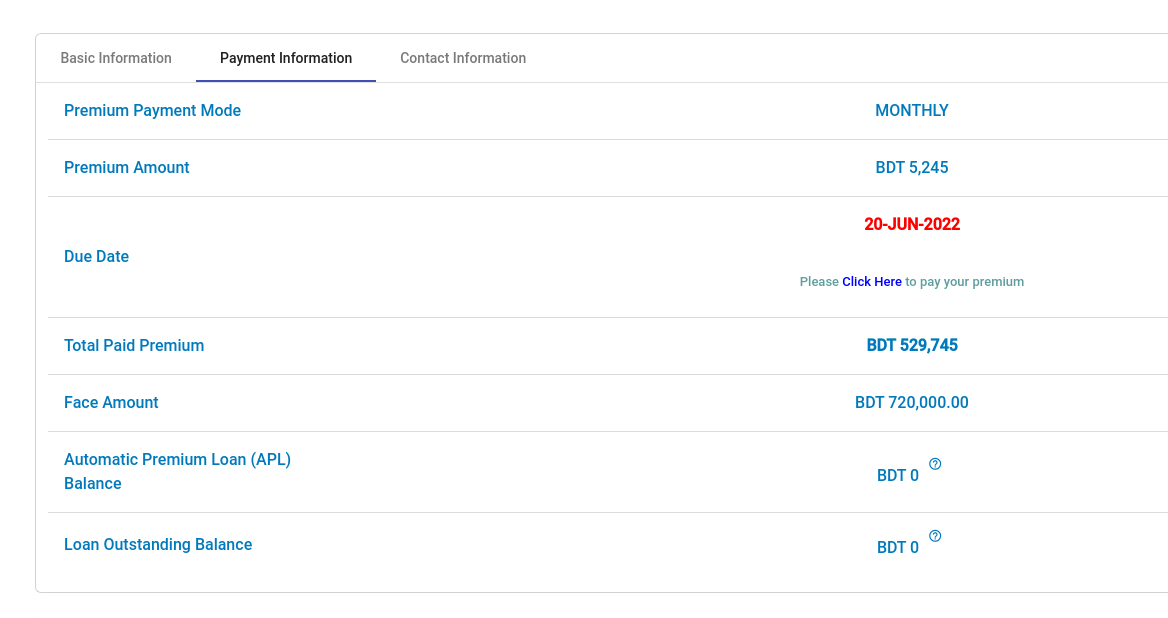 Basic Information Payment Information Contact Information
Premium Payment Mode MONTHLY
Premium Amount BDT 5,245
Due Date
20-JUN-2022
Please Click Here to pay your premium
Total Paid Premium BDT 529,745
Face Amount BDT 720,000.00
Automatic Premium Loan (APL)
Balance
BDT 0 ?
Loan Outstanding Balance BDT 0 ?